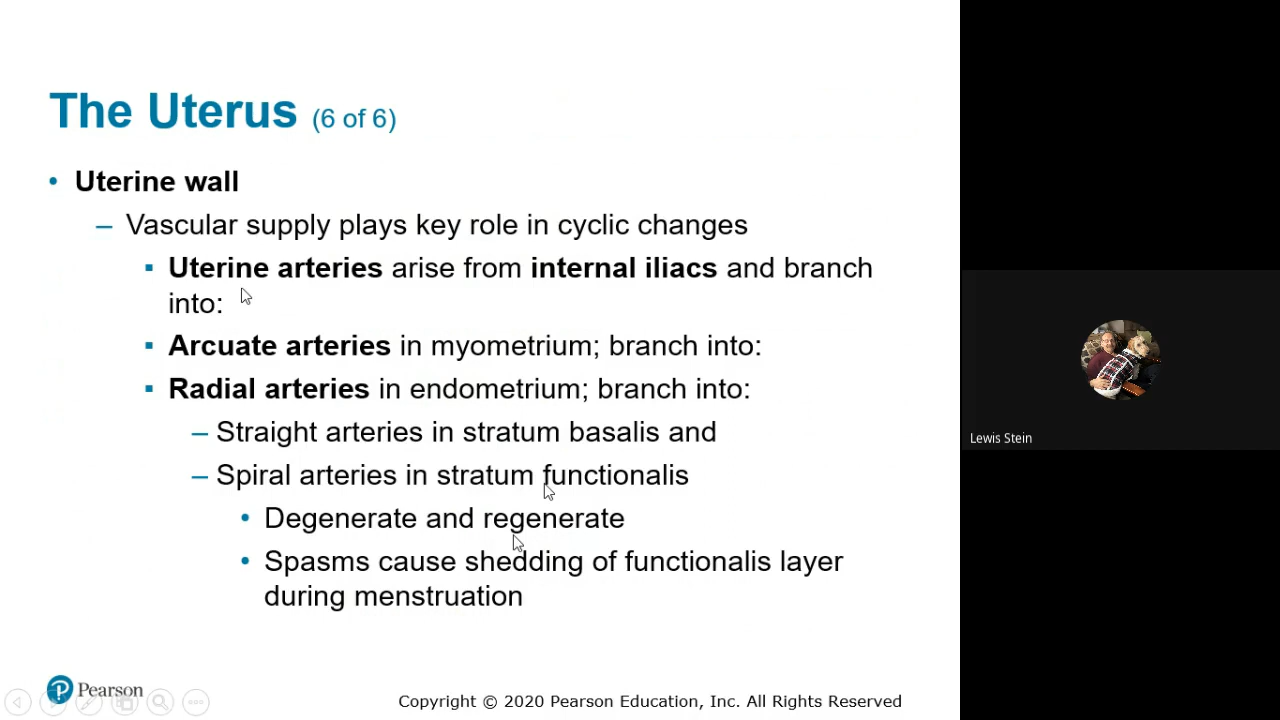 The Uterus (6 of 6)
• Uterine wall
– Vascular supply plays key role in cyclic changes
▪ Uterine arteries arise from internal iliacs and branch
into:
▪ Arcuate arteries in myometrium; branch into:
▪ Radial arteries in endometrium; branch into:
– Straight arteries in stratum basalis and
– Spiral arteries in stratum functionalis
• Degenerate and regenerate
• Spasms cause shedding of functionalis layer
during menstruation
Pearson
Copyright © 2020 Pearson Education, Inc. All Rights Reserved
Lewis Stein